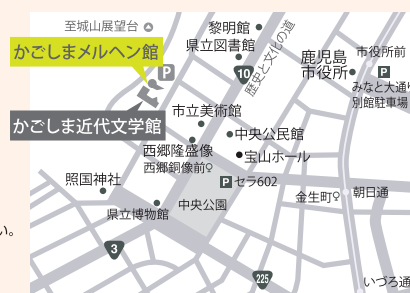 至城山展望台
黎明館
県立図書館
かごしまメルヘン館
P
10
歴史と文化の道
鹿児島
市役所
市役所前
P
みなと大通り
別館駐車場
市立美術館
かごしま近代文学館
中央公民館
西郷隆盛像
西郷銅像前
宝山ホール
照国神社
P セラ602
朝日通
金生町
県立博物館
中央公園
い。
3
225
いづろ通